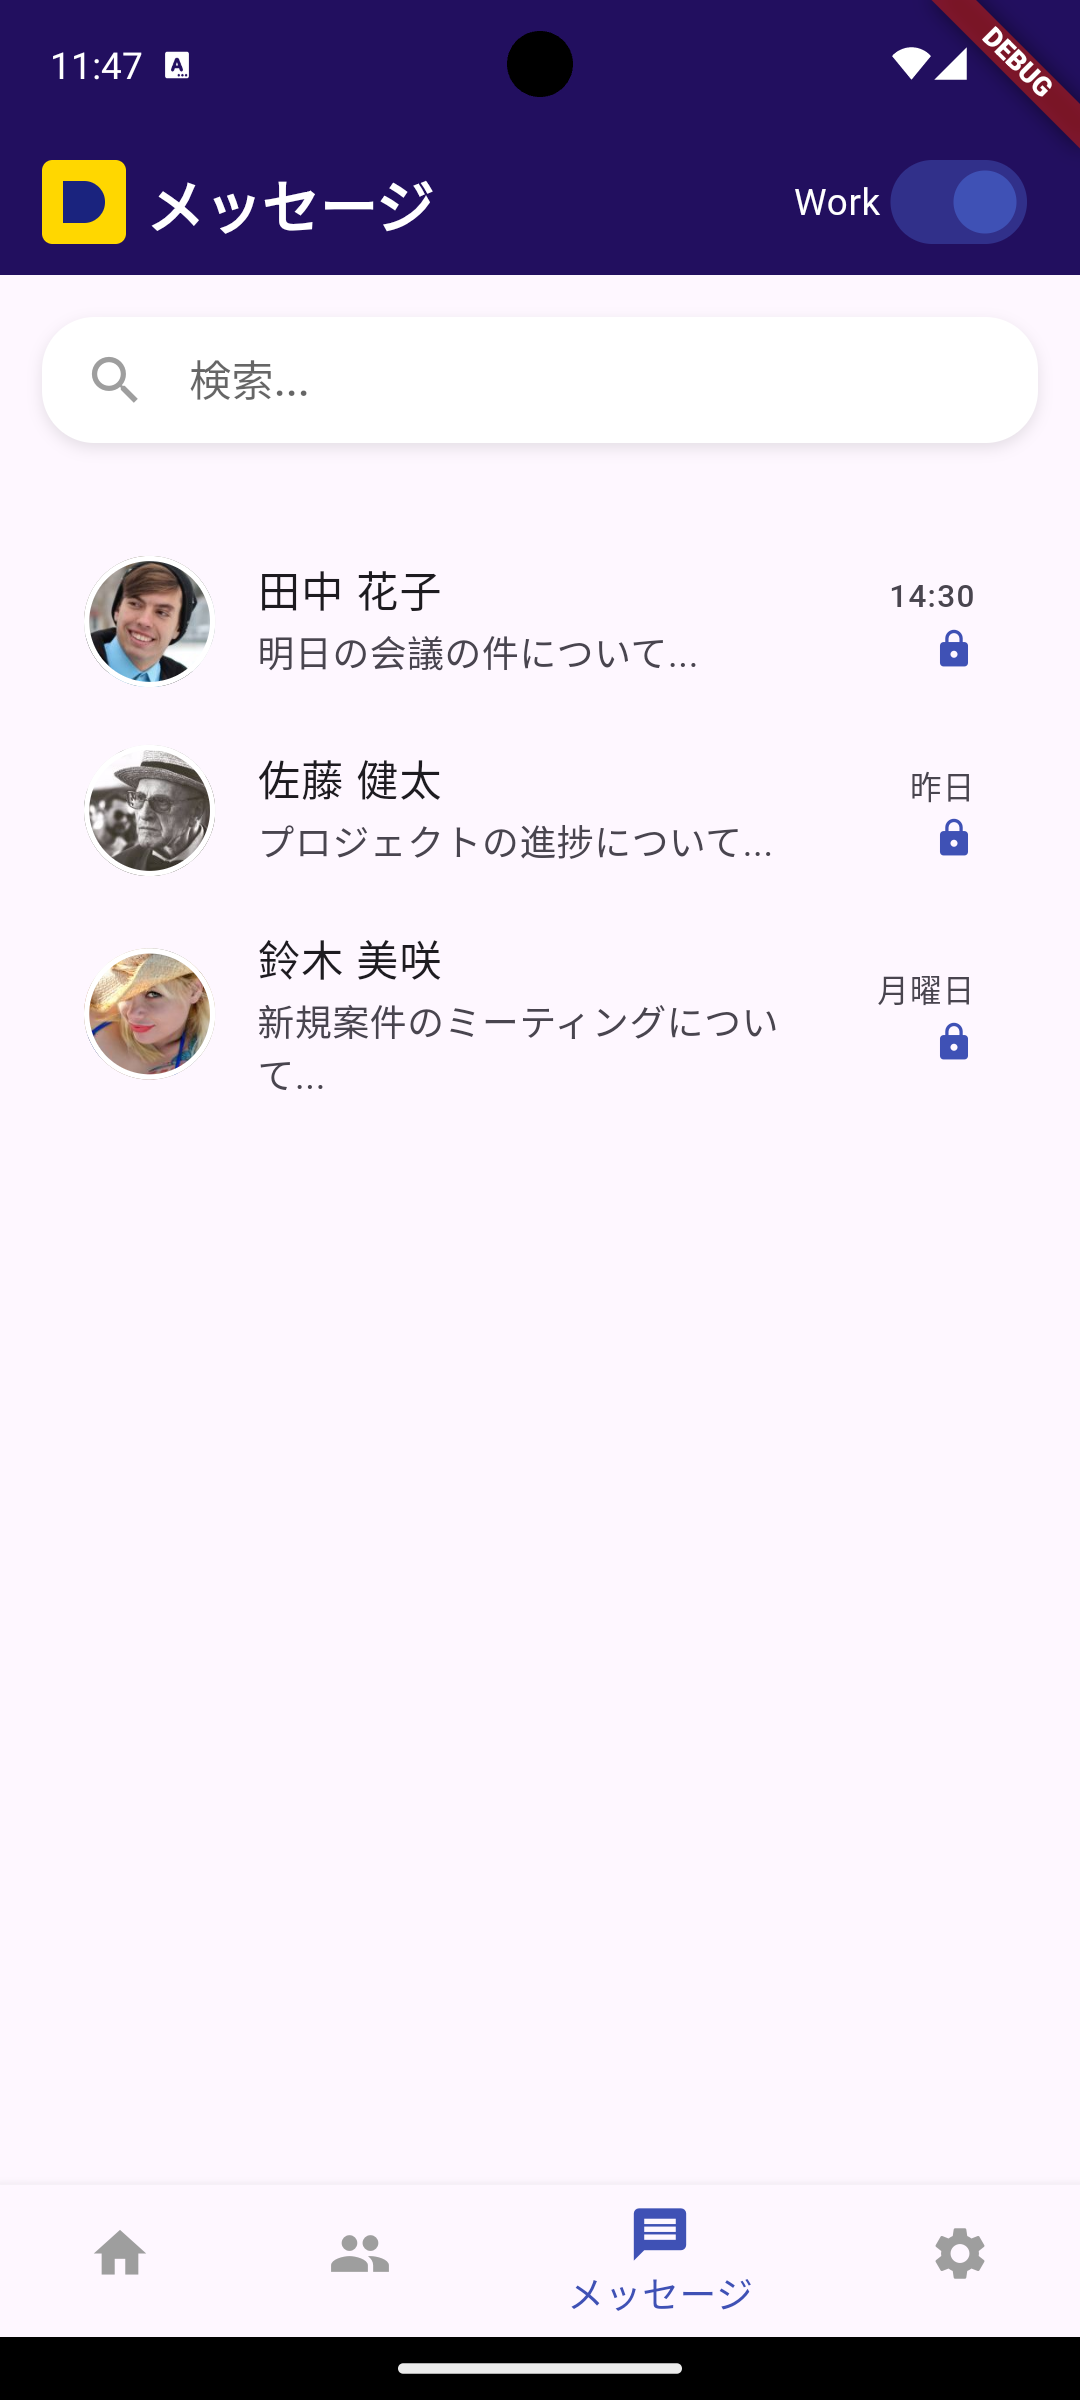 11:47
DEBUG
メッセージ
Work
検索...
田中 花子
14:30
明日の会議の件について...
佐藤 健太
昨日
プロジェクトの進捗について...
鈴木 美咲
月曜日
新規案件のミーティングについ
て...
メッセージ